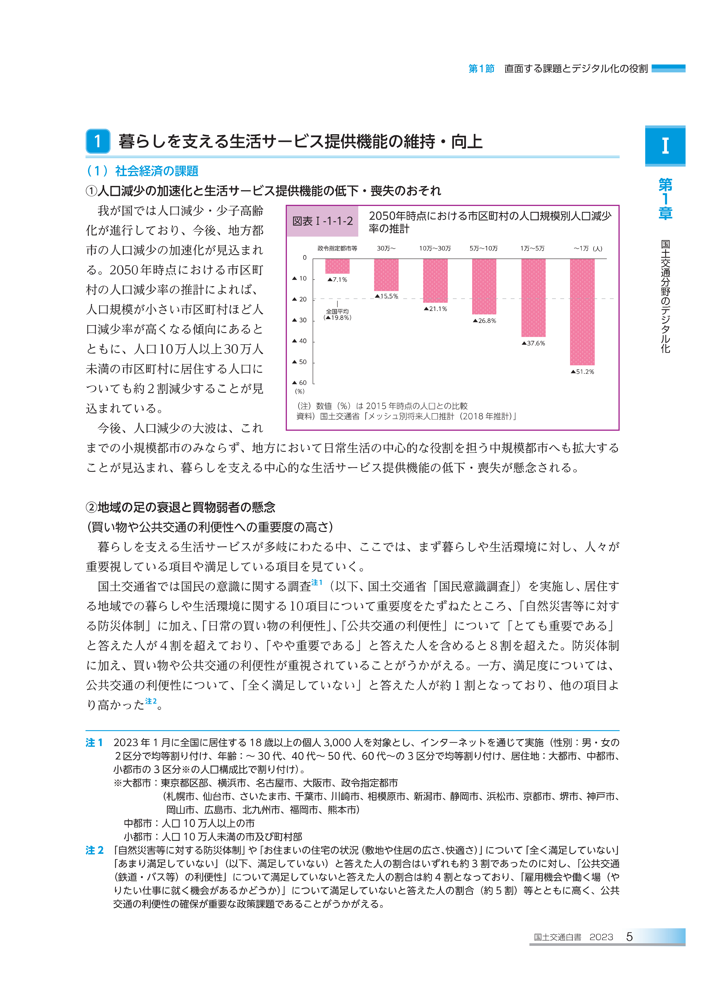 第1節　直面する課題とデジタル化の役割
1　暮らしを支える生活サービス提供機能の維持・向上
（1）社会経済の課題
①人口減少の加速化と生活サービス提供機能の低下・喪失のおそれ
　我が国では人口減少・少子高齢
化が進行しており、今後、地方都
市の人口減少の加速化が見込まれ
る。2050年時点における市区町
村の人口減少率の推計によれば、
人口規模が小さい市区町村ほど人
口減少率が高くなる傾向にあると
ともに、人口10万人以上30万人
未満の市区町村に居住する人口に
ついても約２割減少することが見
込まれている。
　今後、人口減少の大波は、これ
までの小規模都市のみならず、地方において日常生活の中心的な役割を担う中規模都市へも拡大する
ことが見込まれ、暮らしを支える中心的な生活サービス提供機能の低下・喪失が懸念される。
図表Ⅰ-1-1-2　2050年時点における市区町村の人口規模別人口減少
率の推計
政令指定都市等　30万～　10万～30万　5万～10万　1万～5万　～1万（人）
0
▲10
▲20
▲30
▲40
▲50
▲60
（%）
▲7.1%
▲15.5%
▲21.1%
▲26.8%
▲37.6%
▲51.2%
全国平均
（▲19.8%）
（注）数値（%）は 2015 年時点の人口との比較
資料）国土交通省「メッシュ別将来人口推計（2018 年推計）」
②地域の足の衰退と買物弱者の懸念
（買い物や公共交通の利便性への重要度の高さ）
　暮らしを支える生活サービスが多岐にわたる中、ここでは、まず暮らしや生活環境に対し、人々が
重要視している項目や満足している項目を見ていく。
　国土交通省では国民の意識に関する調査注1（以下、国土交通省「国民意識調査」）を実施し、居住す
る地域での暮らしや生活環境に関する10項目について重要度をたずねたところ、「自然災害等に対す
る防災体制」に加え、「日常の買い物の利便性」、「公共交通の利便性」について「とても重要である」
と答えた人が４割を超えており、「やや重要である」と答えた人を含めると８割を超えた。防災体制
に加え、買い物や公共交通の利便性が重視されていることがうかがえる。一方、満足度については、
公共交通の利便性について、「全く満足していない」と答えた人が約１割となっており、他の項目よ
り高かった注2。
注1　2023 年 1 月に全国に居住する 18 歳以上の個人 3,000 人を対象とし、インターネットを通じて実施（性別：男・女の
２区分で均等割り付け、年齢：～ 30 代、40 代～ 50 代、60 代～の 3 区分で均等割り付け、居住地：大都市、中都市、
小都市の 3 区分※の人口構成比で割り付け）。
※大都市：東京都区部、横浜市、名古屋市、大阪市、政令指定都市
（札幌市、仙台市、さいたま市、千葉市、川崎市、相模原市、新潟市、静岡市、浜松市、京都市、堺市、神戸市、
岡山市、広島市、北九州市、福岡市、熊本市）
中都市：人口 10 万人以上の市
小都市：人口 10 万人未満の市及び町村部
注2　「自然災害等に対する防災体制」や「お住まいの住宅の状況（敷地や住居の広さ、快適さ）」について「全く満足していない」
「あまり満足していない」（以下、満足していない）と答えた人の割合はいずれも約 3 割であったのに対し、「公共交通
（鉄道・バス等）の利便性」について満足していないと答えた人の割合は約 4 割となっており、「雇用機会や働く場（や
りたい仕事に就く機会があるかどうか）」について満足していないと答えた人の割合（約 5 割）等とともに高く、公共
交通の利便性の確保が重要な政策課題であることがうかがえる。
Ⅰ
第1章
国土交通分野のデジタル化
国土交通白書　2023　5